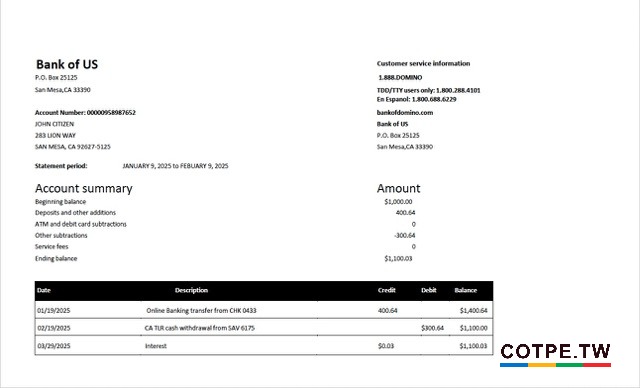 Bank of US
P.O. Box 25125
San Mesa,CA 33390
Customer service information
1.888.DOMINO
TDD/TTY users only: 1.800.288.4101
En Espanol: 1.800.688.6229
Account Number: 00000958987652
JOHN CITIZEN
283 LION WAY
SAN MESA, CA 92627-5125
bankofdomino.com
Bank of US
P.O. Box 25125
San Mesa,CA 33390
Statement period: JANUARY 9, 2025 to FEBUARY 9, 2025
Account summary Amount
Beginning balance $1,000.00
Deposits and other additions 400.64
ATM and debit card subtractions 0
Other subtractions -300.64
Service fees 0
Ending balance $1,100.03
Date Description Credit Debit Balance
01/19/2025 Online Banking transfer from CHK 0433 400.64 $1,400.64
02/19/2025 CA TLR cash withdrawal from SAV 6175 $300.64 $1,100.00
03/29/2025 Interest $0.03 $1,100.03
COTPE.TW